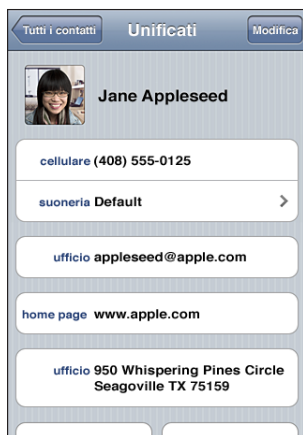 Tutti i contatti Unificati Modifica
Jane Appleseed
cellulare (408) 555-0125
suoneria Default
ufficio appleseed@apple.com
home page www.apple.com
ufficio 950 Whispering Pines Circle
Seagoville TX 75159